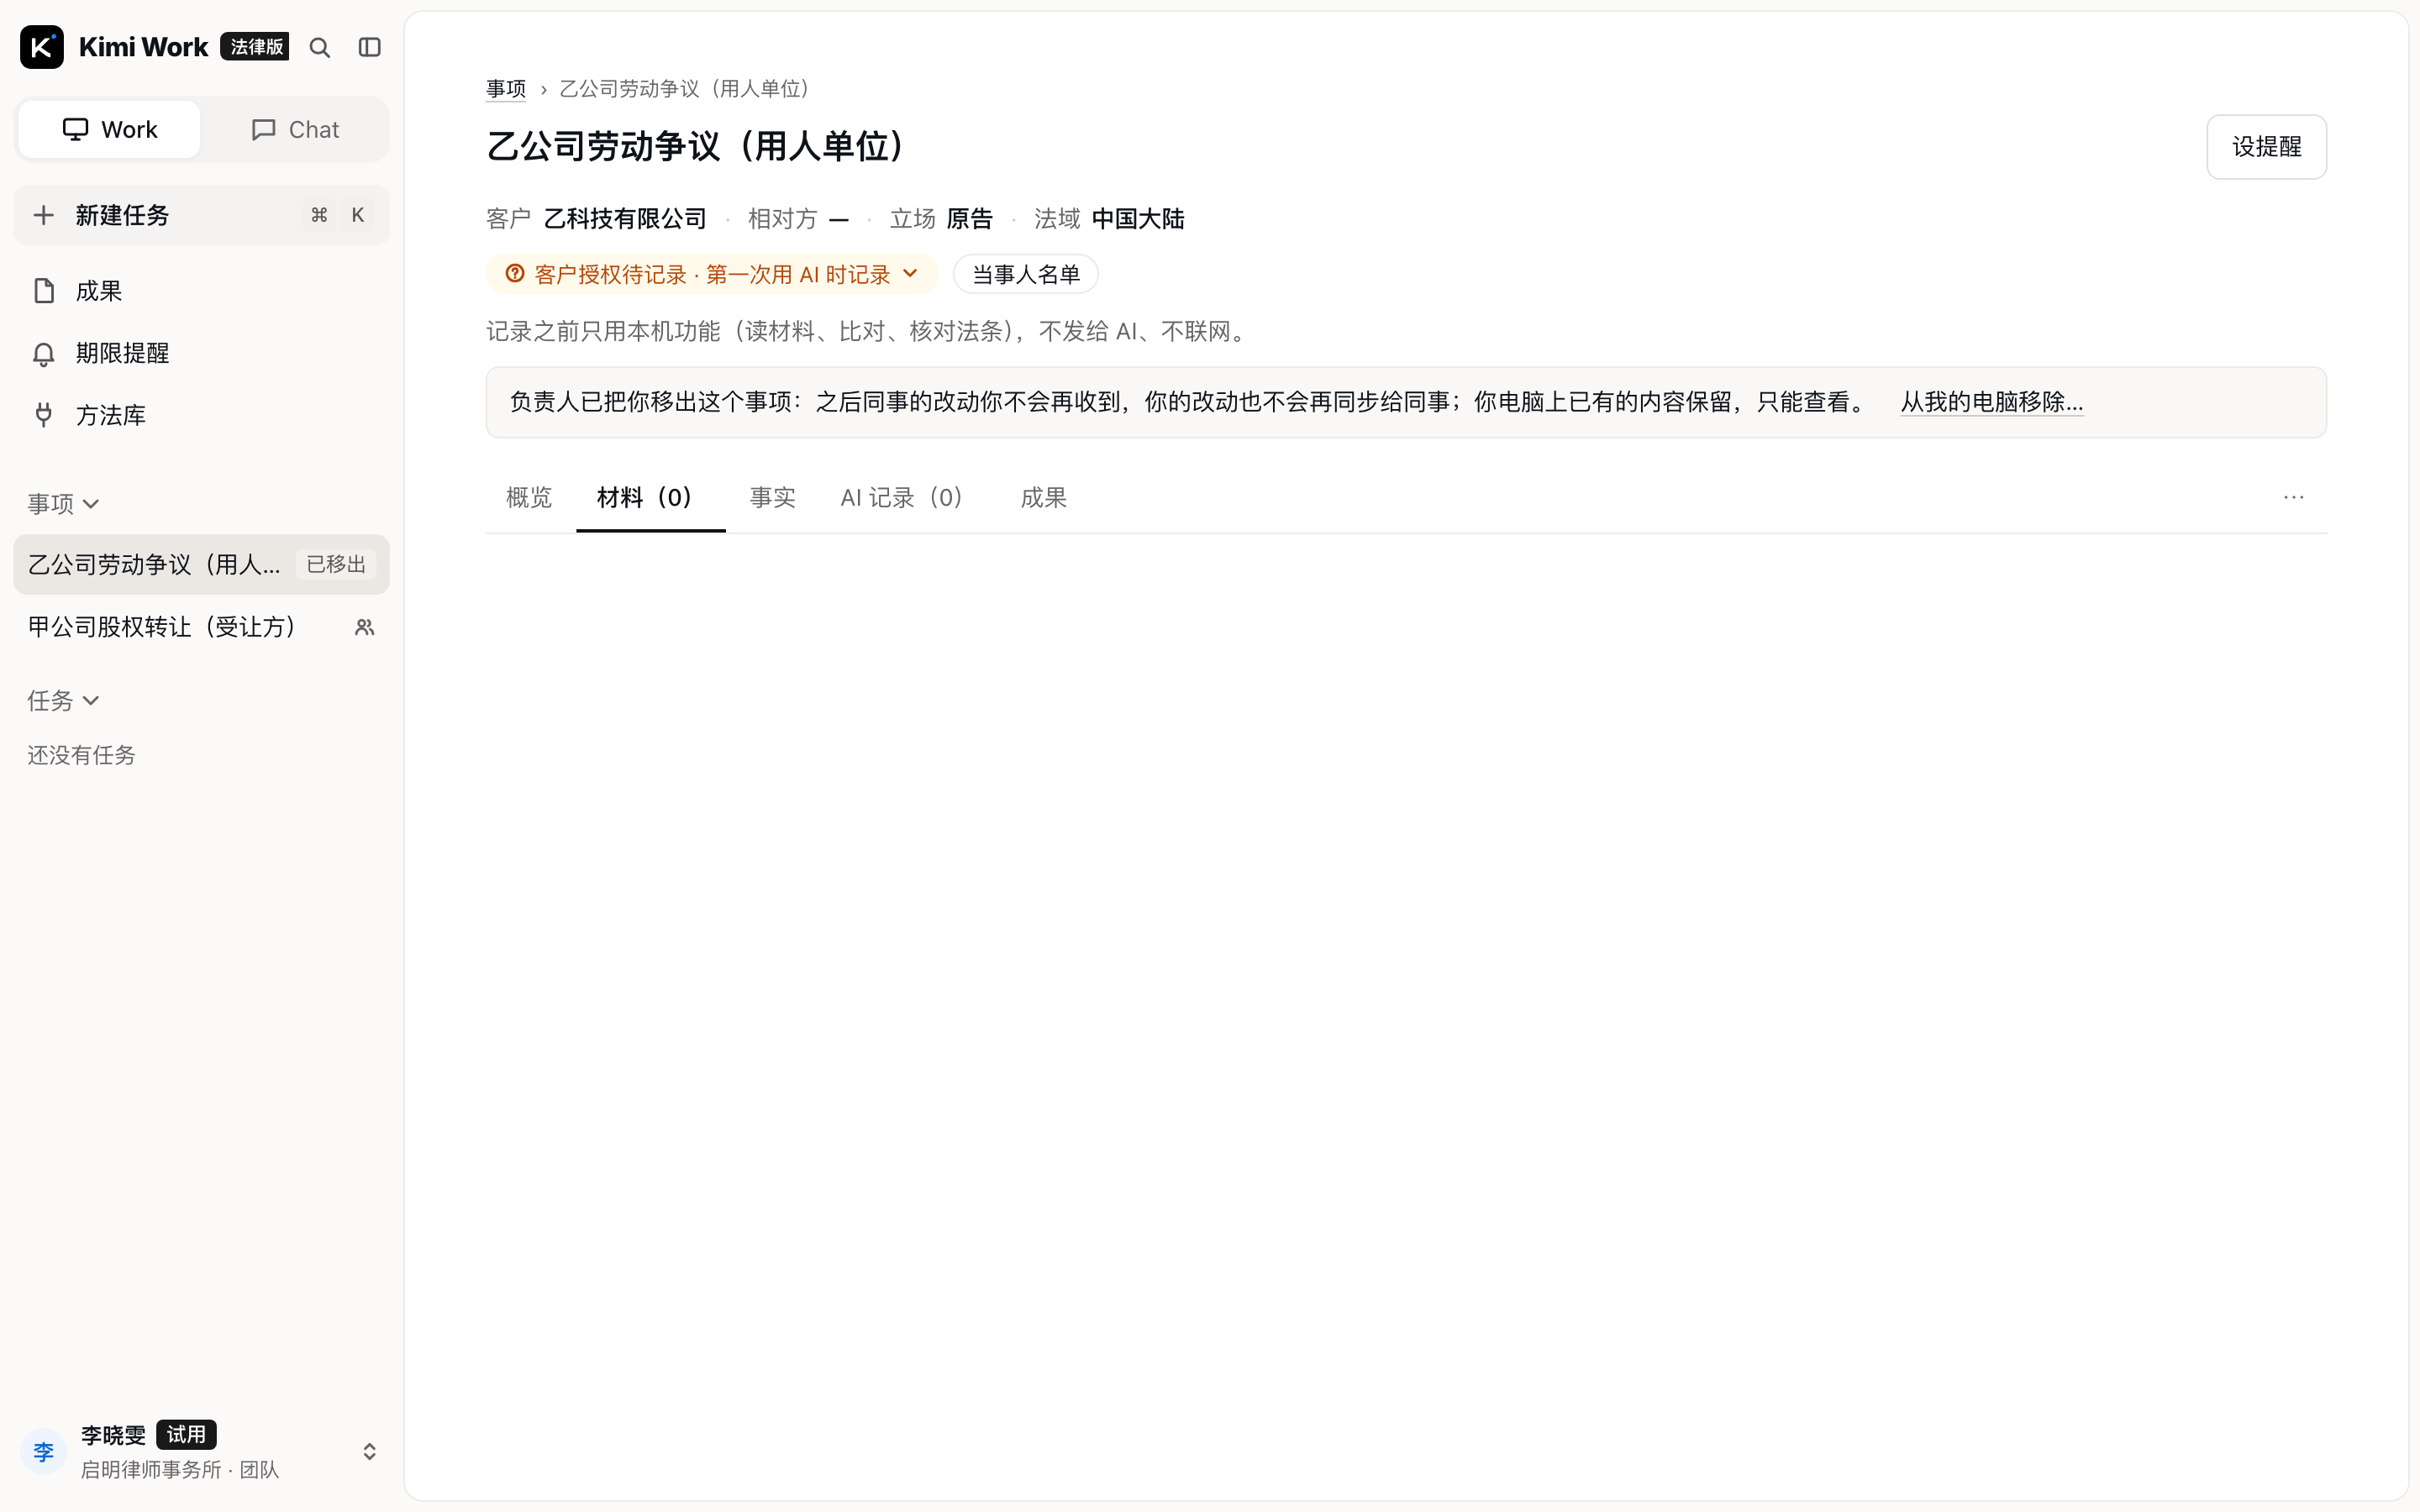 Kimi Work 法律版
Work
Chat
新建任务 ⌘ K
成果
期限提醒
方法库
事项
乙公司劳动争议（用人... 已移出
甲公司股权转让（受让方）
任务
还没有任务
李 李晓雯 试用
启明律师事务所 · 团队
事项 › 乙公司劳动争议（用人单位）
乙公司劳动争议（用人单位）
设提醒
客户 乙科技有限公司 · 相对方 — · 立场 原告 · 法域 中国大陆
客户授权待记录 · 第一次用 AI 时记录
当事人名单
记录之前只用本机功能（读材料、比对、核对法条），不发给 AI、不联网。
负责人已把你移出这个事项：之后同事的改动你不会再收到，你的改动也不会再同步给同事；你电脑上已有的内容保留，只能查看。 从我的电脑移除...
概览 材料（0） 事实 AI 记录（0） 成果 ...